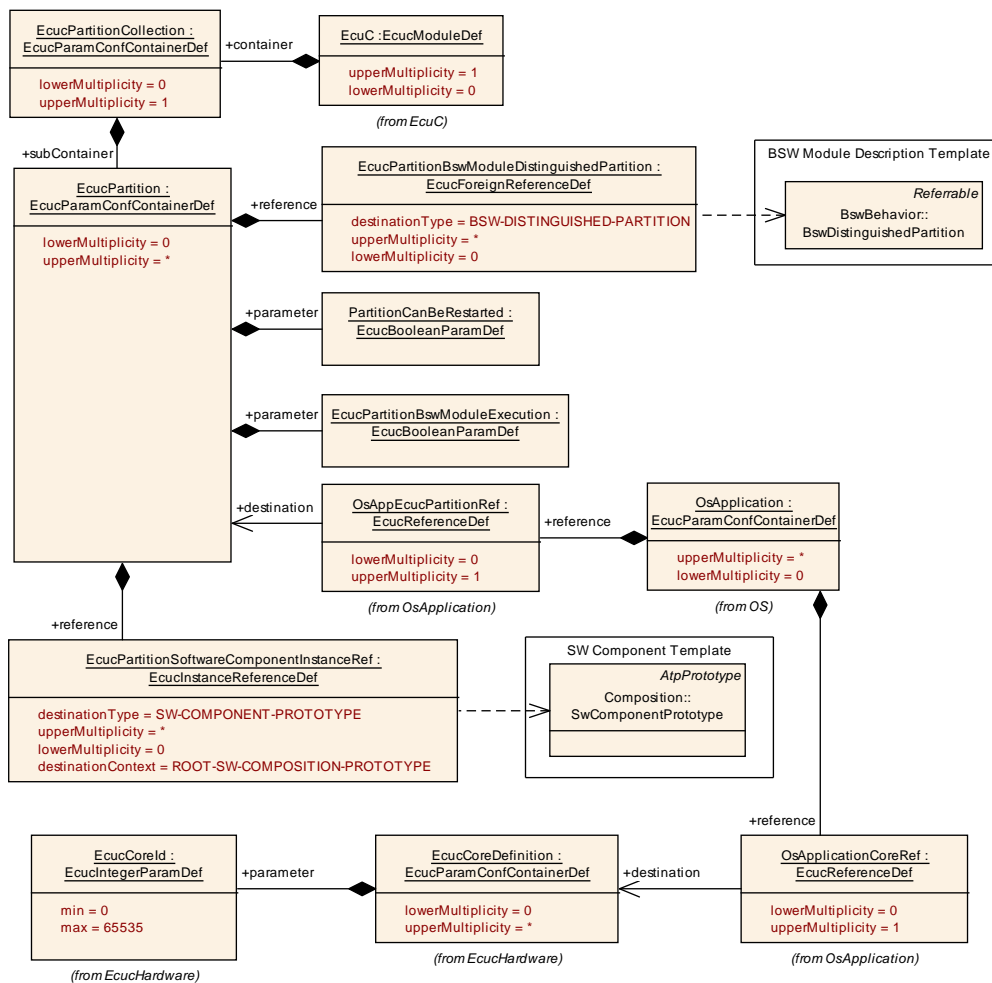 EcucPartitionCollection :
EcucParamConfContainerDef
lowerMultiplicity = 0
upperMultiplicity = 1
+container
EcuC :EcucModuleDef
upperMultiplicity = 1
lowerMultiplicity = 0
(from EcuC)
+subContainer
EcucPartition :
EcucParamConfContainerDef
lowerMultiplicity = 0
upperMultiplicity = *
+reference
EcucPartitionBswModuleDistinguishedPartition :
EcucForeignReferenceDef
destinationType = BSW-DISTINGUISHED-PARTITION
upperMultiplicity = *
lowerMultiplicity = 0
BSW Module Description Template
Referrable
BswBehavior::
BswDistinguishedPartition
+parameter
PartitionCanBeRestarted :
EcucBooleanParamDef
+parameter
EcucPartitionBswModuleExecution :
EcucBooleanParamDef
+destination
OsAppEcucPartitionRef :
EcucReferenceDef
lowerMultiplicity = 0
upperMultiplicity = 1
(from OsApplication)
+reference
OsApplication :
EcucParamConfContainerDef
upperMultiplicity = *
lowerMultiplicity = 0
(from OS)
+reference
EcucPartitionSoftwareComponentInstanceRef :
EcucInstanceReferenceDef
destinationType = SW-COMPONENT-PROTOTYPE
upperMultiplicity = *
lowerMultiplicity = 0
destinationContext = ROOT-SW-COMPOSITION-PROTOTYPE
SW Component Template
AtpPrototype
Composition::
SwComponentPrototype
+reference
EcucCoreId :
EcucIntegerParamDef
min = 0
max = 65535
(from EcucHardware)
+parameter
EcucCoreDefinition :
EcucParamConfContainerDef
lowerMultiplicity = 0
upperMultiplicity = *
(from EcucHardware)
+destination
OsApplicationCoreRef :
EcucReferenceDef
lowerMultiplicity = 0
upperMultiplicity = 1
(from OsApplication)